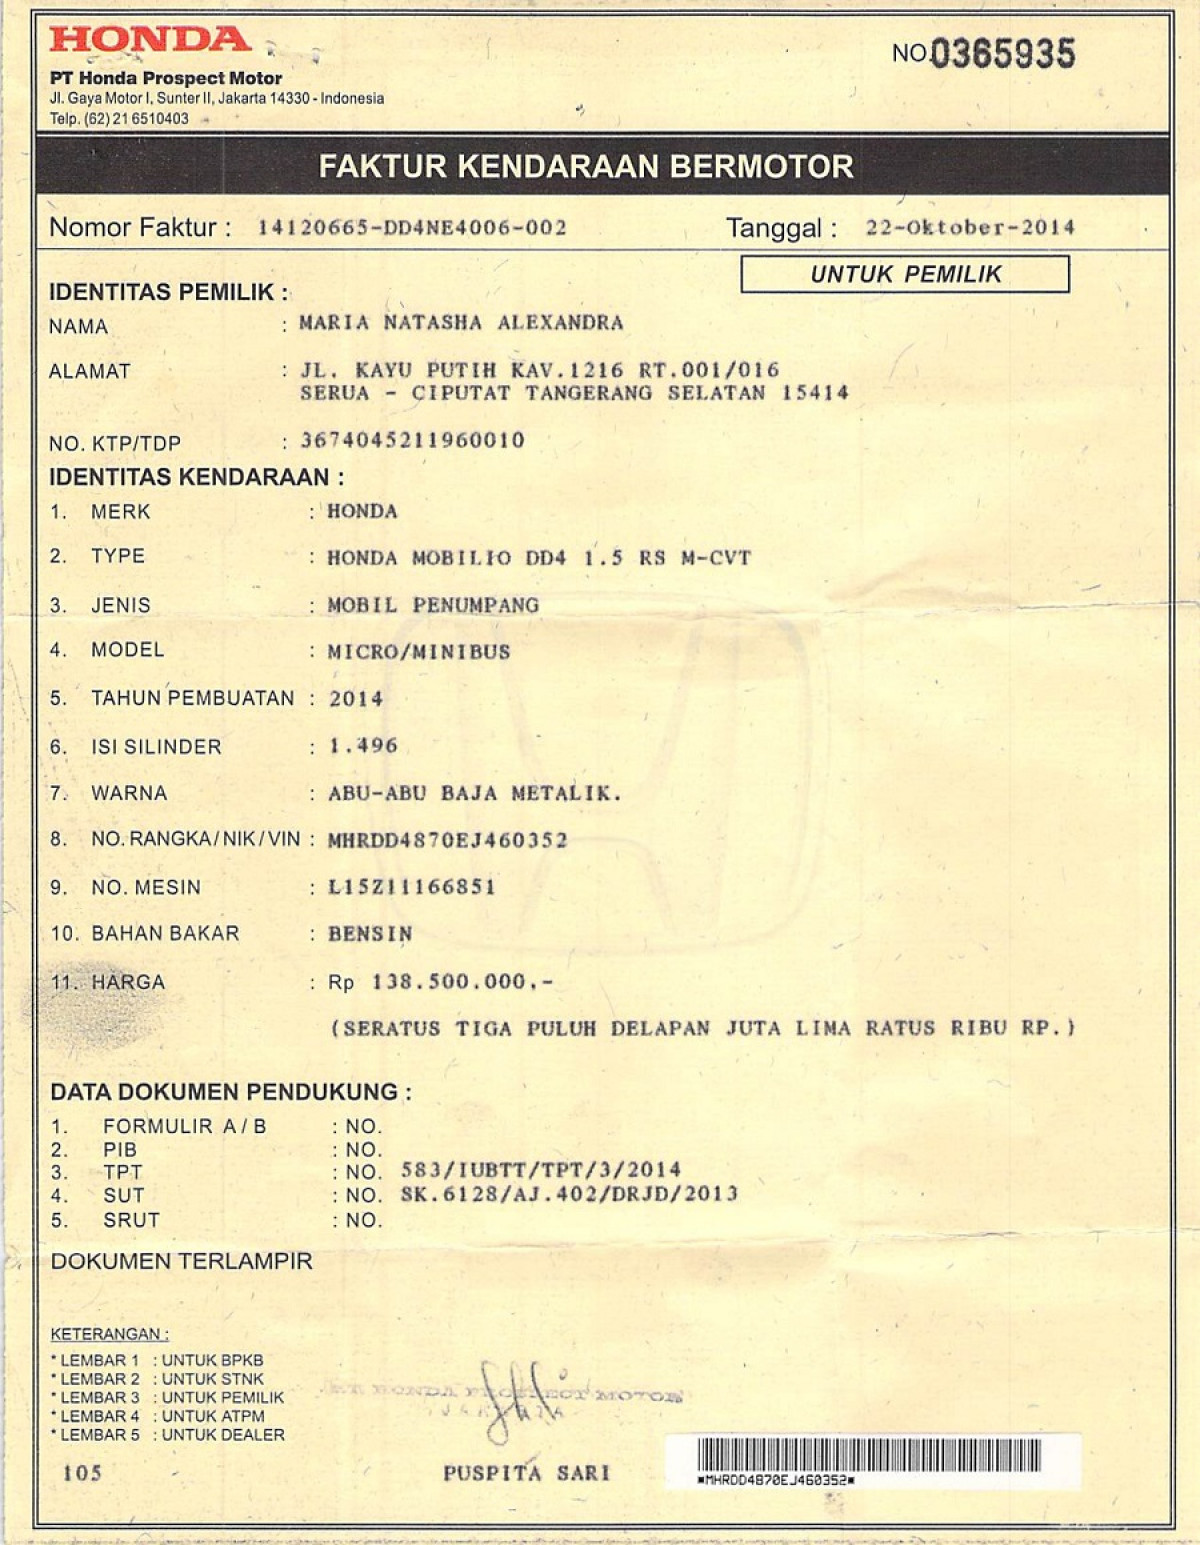 HONDA
PT Honda Prospect Motor
Jl. Gaya Motor I, Sunter II, Jakarta 14330 - Indonesia
Telp. (62) 21 6510403
NO.0365935
FAKTUR KENDARAAN BERMOTOR
Nomor Faktur : 14120665-DD4NE4006-002 Tanggal : 22-Oktober-2014
UNTUK PEMILIK
IDENTITAS PEMILIK :
NAMA : MARIA NATASHA ALEXANDRA
ALAMAT : JL. KAYU PUTIH KAV.1216 RT.001/016
SERUA - CIPUTAT TANGERANG SELATAN 15414
NO. KTP/TDP : 3674045211960010
IDENTITAS KENDARAAN :
1. MERK : HONDA
2. TYPE : HONDA MOBILIO DD4 1.5 RS M-CVT
3. JENIS : MOBIL PENUMPANG
4. MODEL : MICRO/MINIBUS
5. TAHUN PEMBUATAN : 2014
6. ISI SILINDER : 1.496
7. WARNA : ABU-ABU BAJA METALIK.
8. NO. RANGKA / NIK / VIN : MHRDD4870EJ460352
9. NO. MESIN : L15Z11166851
10. BAHAN BAKAR : BENSIN
11. HARGA : Rp 138.500.000,-
(SERATUS TIGA PULUH DELAPAN JUTA LIMA RATUS RIBU RP.)
DATA DOKUMEN PENDUKUNG :
1. FORMULIR A / B : NO.
2. PIB : NO.
3. TPT : NO. 583/IUBTT/TPT/3/2014
4. SUT : NO. SK.6128/AJ.402/DRJD/2013
5. SRUT : NO.
DOKUMEN TERLAMPIR
KETERANGAN :
* LEMBAR 1 : UNTUK BPKB
* LEMBAR 2 : UNTUK STNK
* LEMBAR 3 : UNTUK PEMILIK
* LEMBAR 4 : UNTUK ATPM
* LEMBAR 5 : UNTUK DEALER
PT HONDA PROSPECT MOTOR
JAKARTA
105 PUSPITA SARI
*MHRDD4870EJ460352*